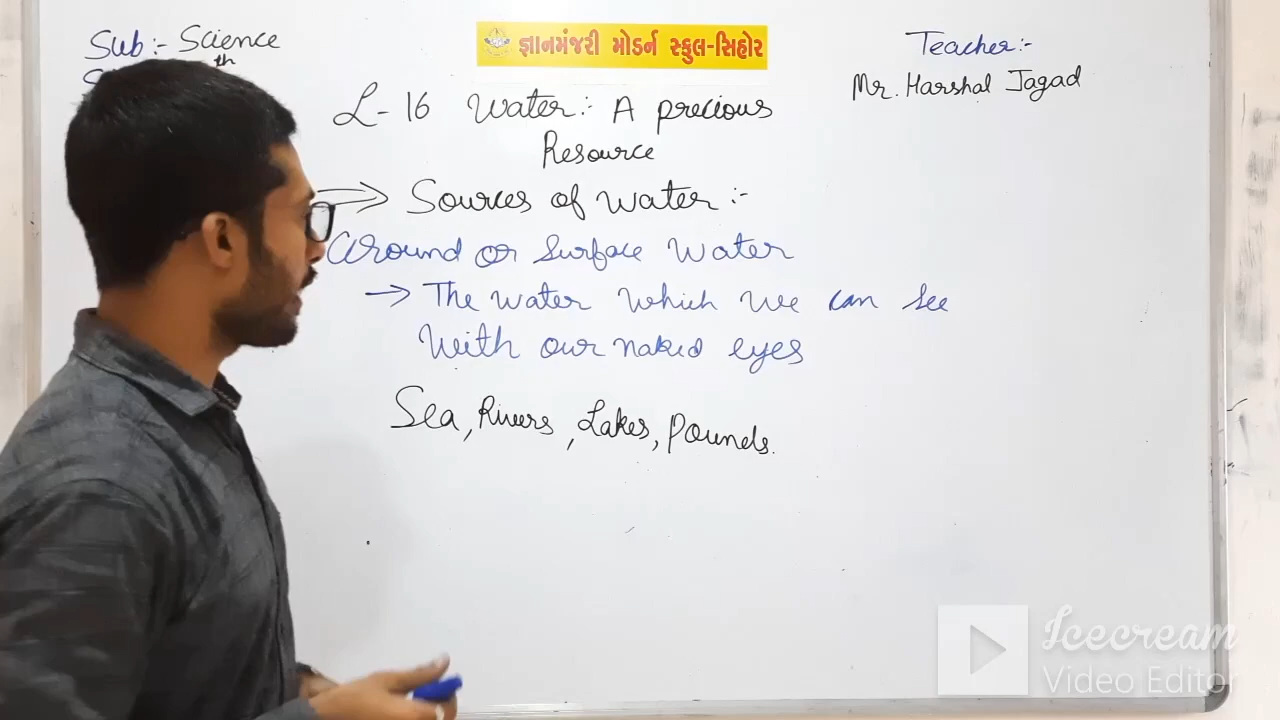 Sub:- Science
th
જ્ઞાનમંજરી મોડર્ન સ્કુલ-સિહોર
Teacher:-
Mr. Harshal Jagad
L-16 Water:- A precious
Resource
⇒ Sources of Water:-
Ground or Surface Water
→ The water which we can see
With our naked eyes
Sea, Rivers, Lakes, Pounds.
Icecream
Video Editor